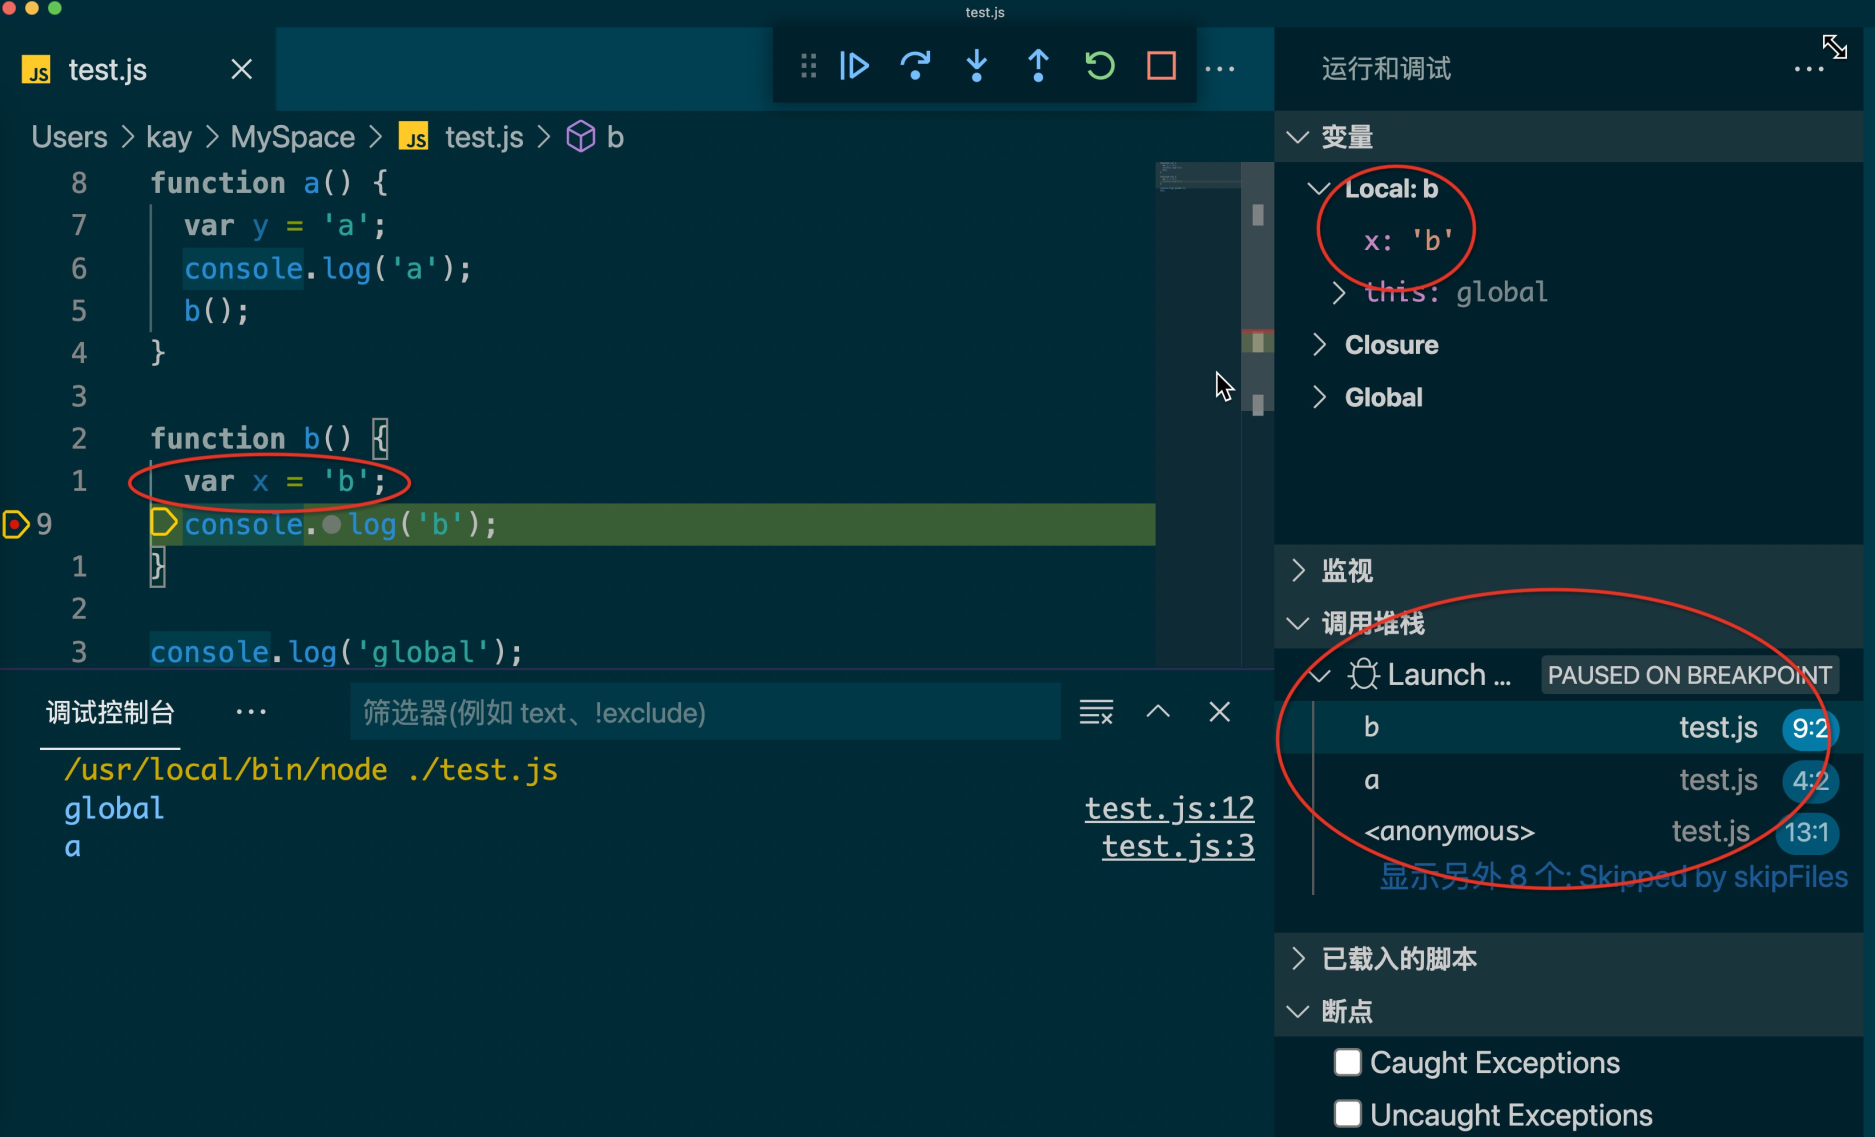 test.js
JS test.js
Users > kay > MySpace > JS test.js > b
8 function a() {
7 var y = 'a';
6 console.log('a');
5 b();
4 }
3
2 function b() {
1 var x = 'b';
9 console.log('b');
1 }
2
3 console.log('global');
调试控制台 ··· 筛选器(例如 text、!exclude)
/usr/local/bin/node ./test.js
global test.js:12
a test.js:3
运行和调试 ···
变量
Local: b
x: 'b'
this: global
Closure
Global
监视
调用堆栈
Launch ... PAUSED ON BREAKPOINT
b test.js 9:2
a test.js 4:2
<anonymous> test.js 13:1
显示另外 8 个: Skipped by skipFiles
已载入的脚本
断点
Caught Exceptions
Uncaught Exceptions